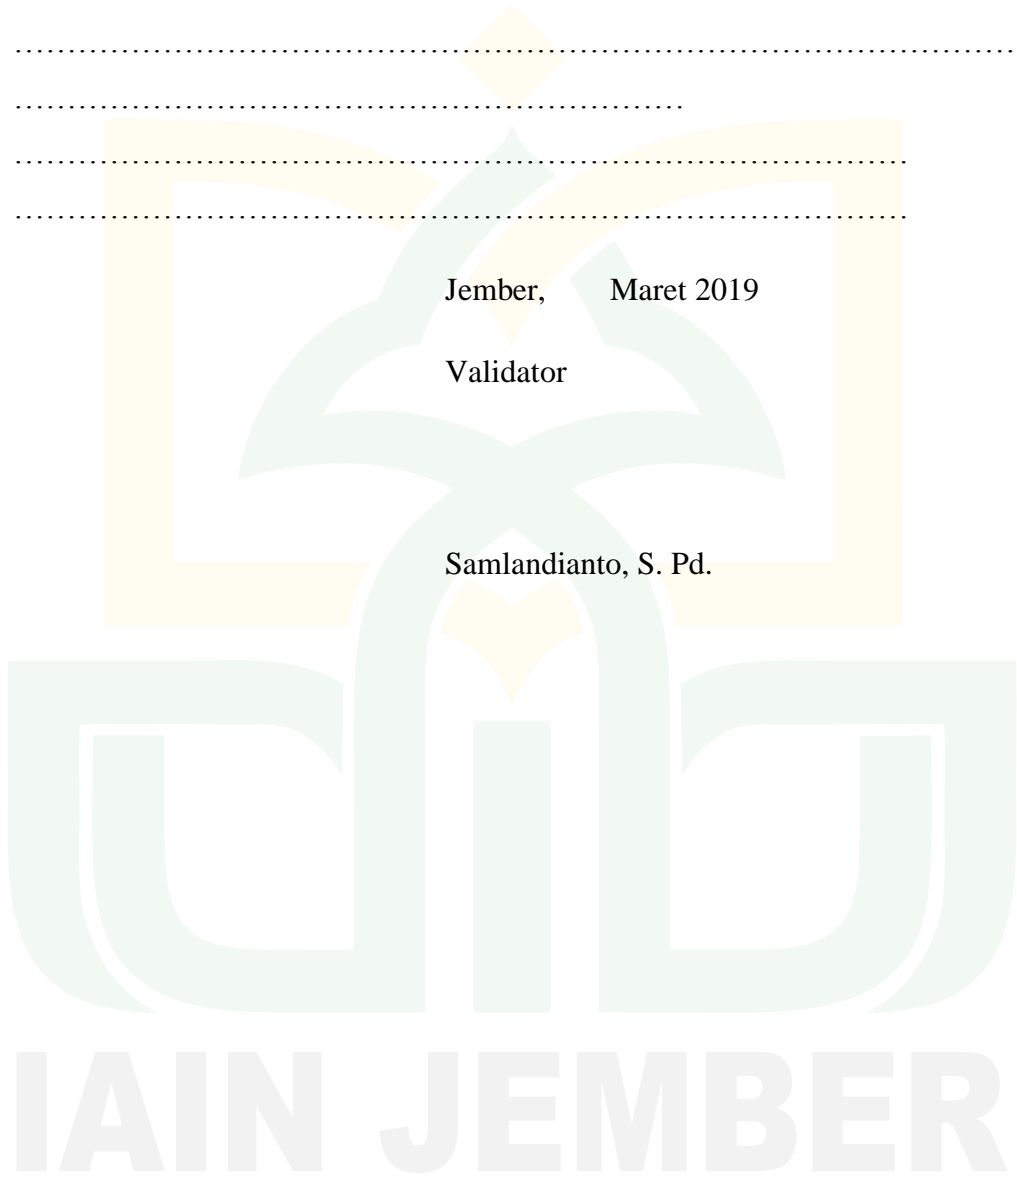 ……………………………………………………………………………………
………………………………………………………
…………………………………………………………………………
…………………………………………………………………………
Jember, Maret 2019
Validator
Samlandianto, S. Pd.
IAIN JEMBER